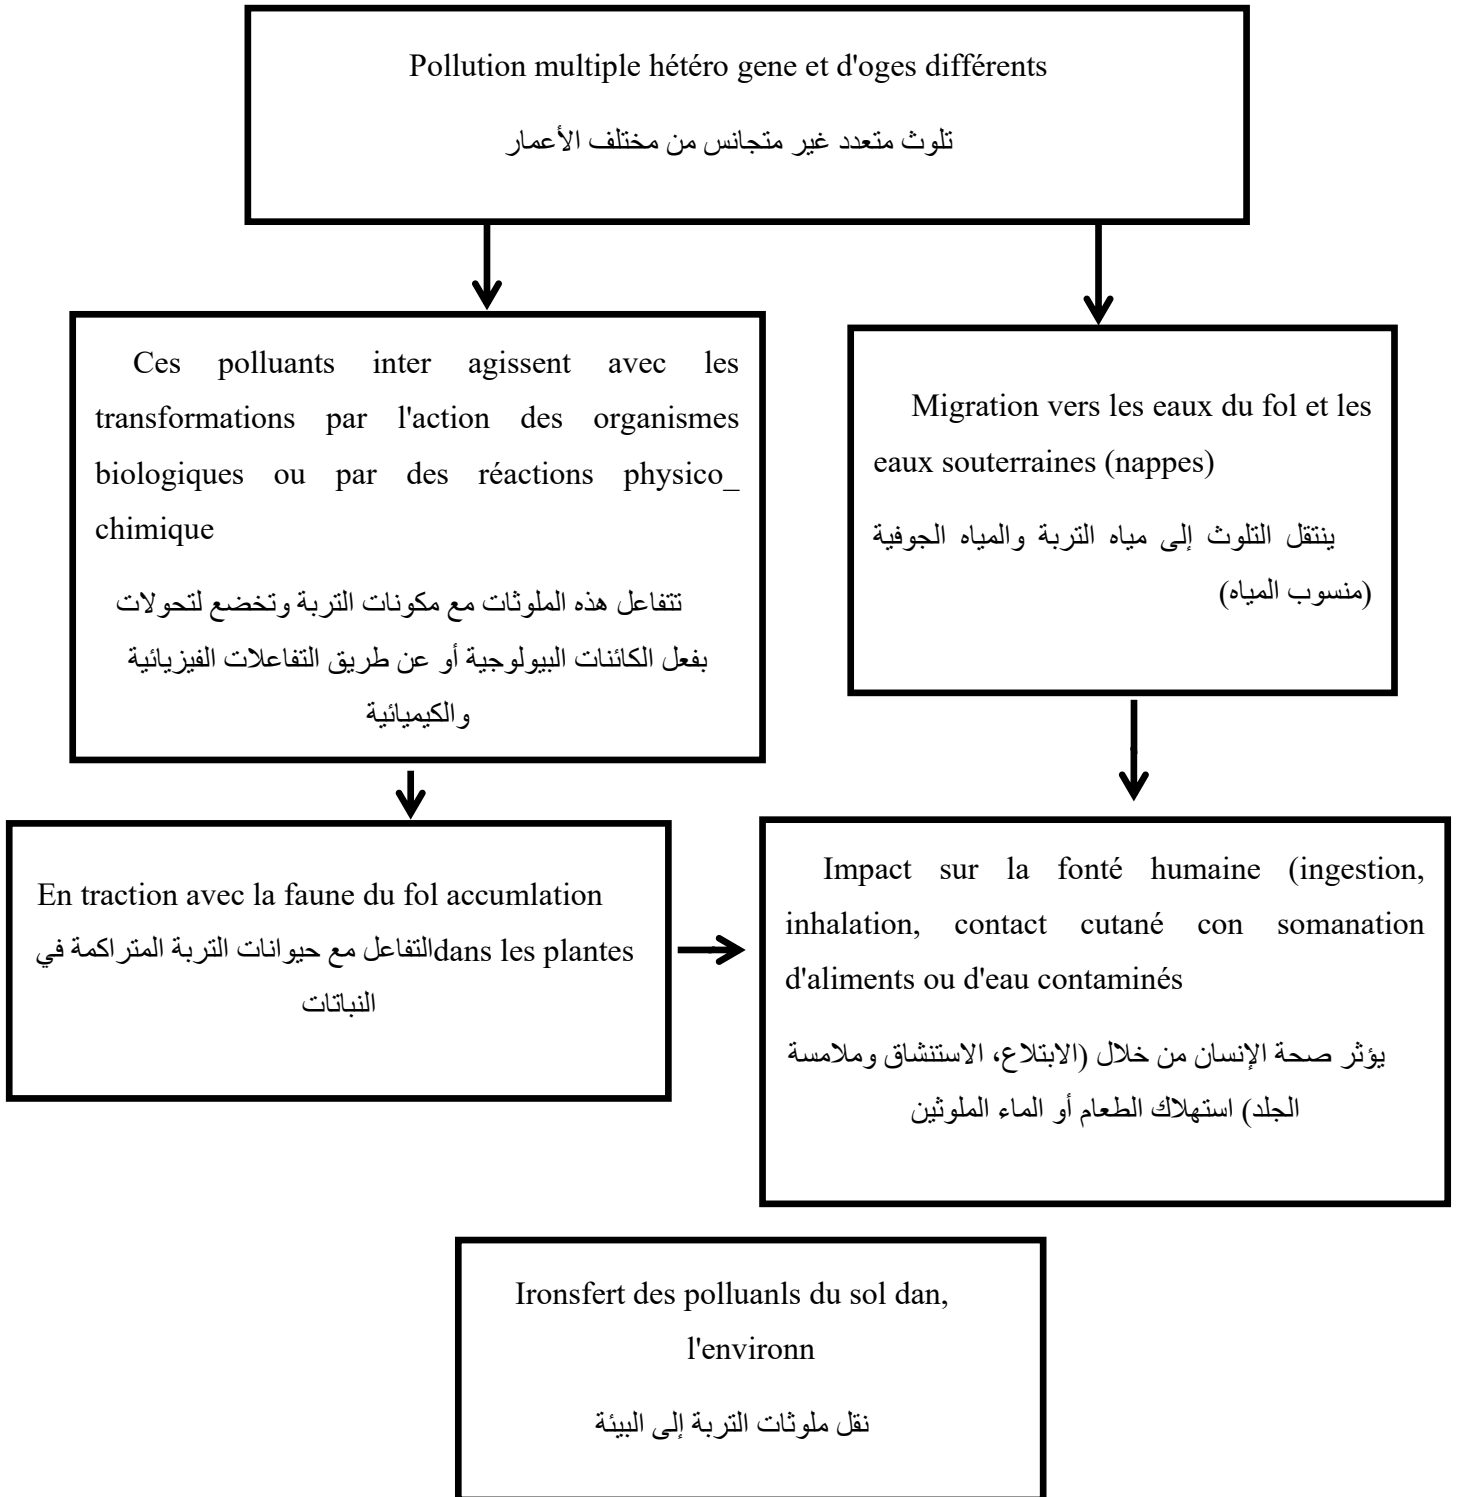 Pollution multiple hétéro gene et d'oges différents
تلوث متعدد غير متجانس من مختلف الأعمار
Ces polluants inter agissent avec les
transformations par l'action des organismes
biologiques ou par des réactions physico_
chimique
تتفاعل هذه الملوثات مع مكونات التربة وتخضع لتحولات
بفعل الكائنات البيولوجية أو عن طريق التفاعلات الفيزيائية
والكيميائية
Migration vers les eaux du fol et les
eaux souterraines (nappes)
ينتقل التلوث إلى مياه التربة والمياه الجوفية
(منسوب المياه)
En traction avec la faune du fol accumlation
dans les plantesالتفاعل مع حيوانات التربة المتراكمة في
النباتات
Impact sur la fonté humaine (ingestion,
inhalation, contact cutané con somanation
d'aliments ou d'eau contaminés
يؤثر صحة الإنسان من خلال (الابتلاع، الاستنشاق وملامسة
الجلد) استهلاك الطعام أو الماء الملوثين
Ironsfert des polluanls du sol dan,
l'environn
نقل ملوثات التربة إلى البيئة